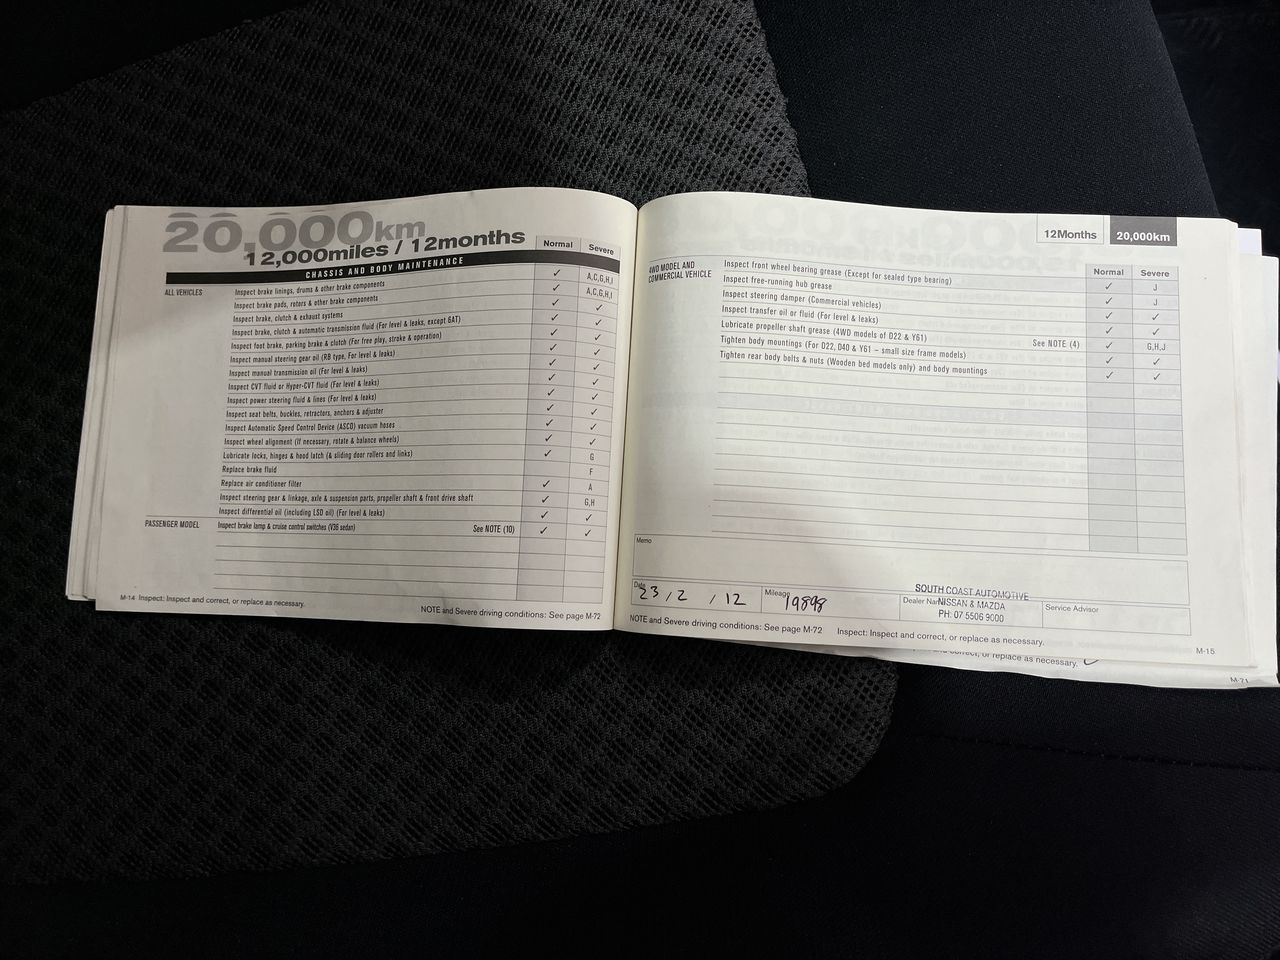 20,000km
12,000miles / 12months
Normal Severe
CHASSIS AND BODY MAINTENANCE
ALL VEHICLES
Inspect brake linings, drums & other brake components ✓ A,C,G,H,I
Inspect brake pads, rotors & other brake components ✓ A,C,G,H,I
Inspect brake, clutch & exhaust systems ✓ ✓
Inspect brake, clutch & automatic transmission fluid (For level & leaks, except 6AT) ✓ ✓
Inspect foot brake, parking brake & clutch (For free play, stroke & operation) ✓ ✓
Inspect manual steering gear oil (RB type, For level & leaks) ✓ ✓
Inspect manual transmission oil (For level & leaks) ✓ ✓
Inspect CVT fluid or Hyper-CVT fluid (For level & leaks) ✓ ✓
Inspect power steering fluid & lines (For level & leaks) ✓ ✓
Inspect seat belts, buckles, retractors, anchors & adjuster ✓ ✓
Inspect Automatic Speed Control Device (ASCD) vacuum hoses ✓ ✓
Inspect wheel alignment (If necessary, rotate & balance wheels) ✓ ✓
Lubricate locks, hinges & hood latch (& sliding door rollers and links) ✓ G
Replace brake fluid F
Replace air conditioner filter ✓ A
Inspect steering gear & linkage, axle & suspension parts, propeller shaft & front drive shaft ✓ G,H
Inspect differential oil (including LSD oil) (For level & leaks) ✓ ✓
PASSENGER MODEL
Inspect brake lamp & cruise control switches (V36 sedan) See NOTE (10) ✓ ✓
M-14 Inspect: Inspect and correct, or replace as necessary.
NOTE and Severe driving conditions: See page M-72
12Months 20,000km
Normal Severe
4WD MODEL AND
COMMERCIAL VEHICLE
Inspect front wheel bearing grease (Except for sealed type bearing) ✓ J
Inspect free-running hub grease ✓ J
Inspect steering damper (Commercial vehicles) ✓ ✓
Inspect transfer oil or fluid (For level & leaks) ✓ ✓
Lubricate propeller shaft grease (4WD models of D22 & Y61) See NOTE (4) ✓ G,H,J
Tighten body mountings (For D22, D40 & Y61 – small size frame models) ✓ ✓
Tighten rear body bolts & nuts (Wooden bed models only) and body mountings ✓ ✓
Memo
Date 23 / 2 / 12
Mileage 19898
Dealer
SOUTH COAST AUTOMOTIVE
NISSAN & MAZDA
PH: 07 5506 9000
Service Advisor
NOTE and Severe driving conditions: See page M-72 Inspect: Inspect and correct, or replace as necessary.
M-15
and correct, or replace as necessary.
M-71